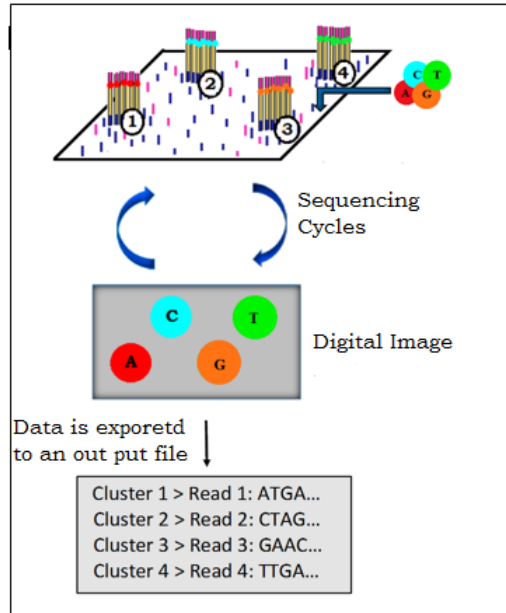 1
2
3
4
C T
A G
Sequencing
Cycles
C T
A G
Digital Image
Data is exporetd
to an out put file
Cluster 1 > Read 1: ATGA...
Cluster 2 > Read 2: CTAG...
Cluster 3 > Read 3: GAAC...
Cluster 4 > Read 4: TTGA...